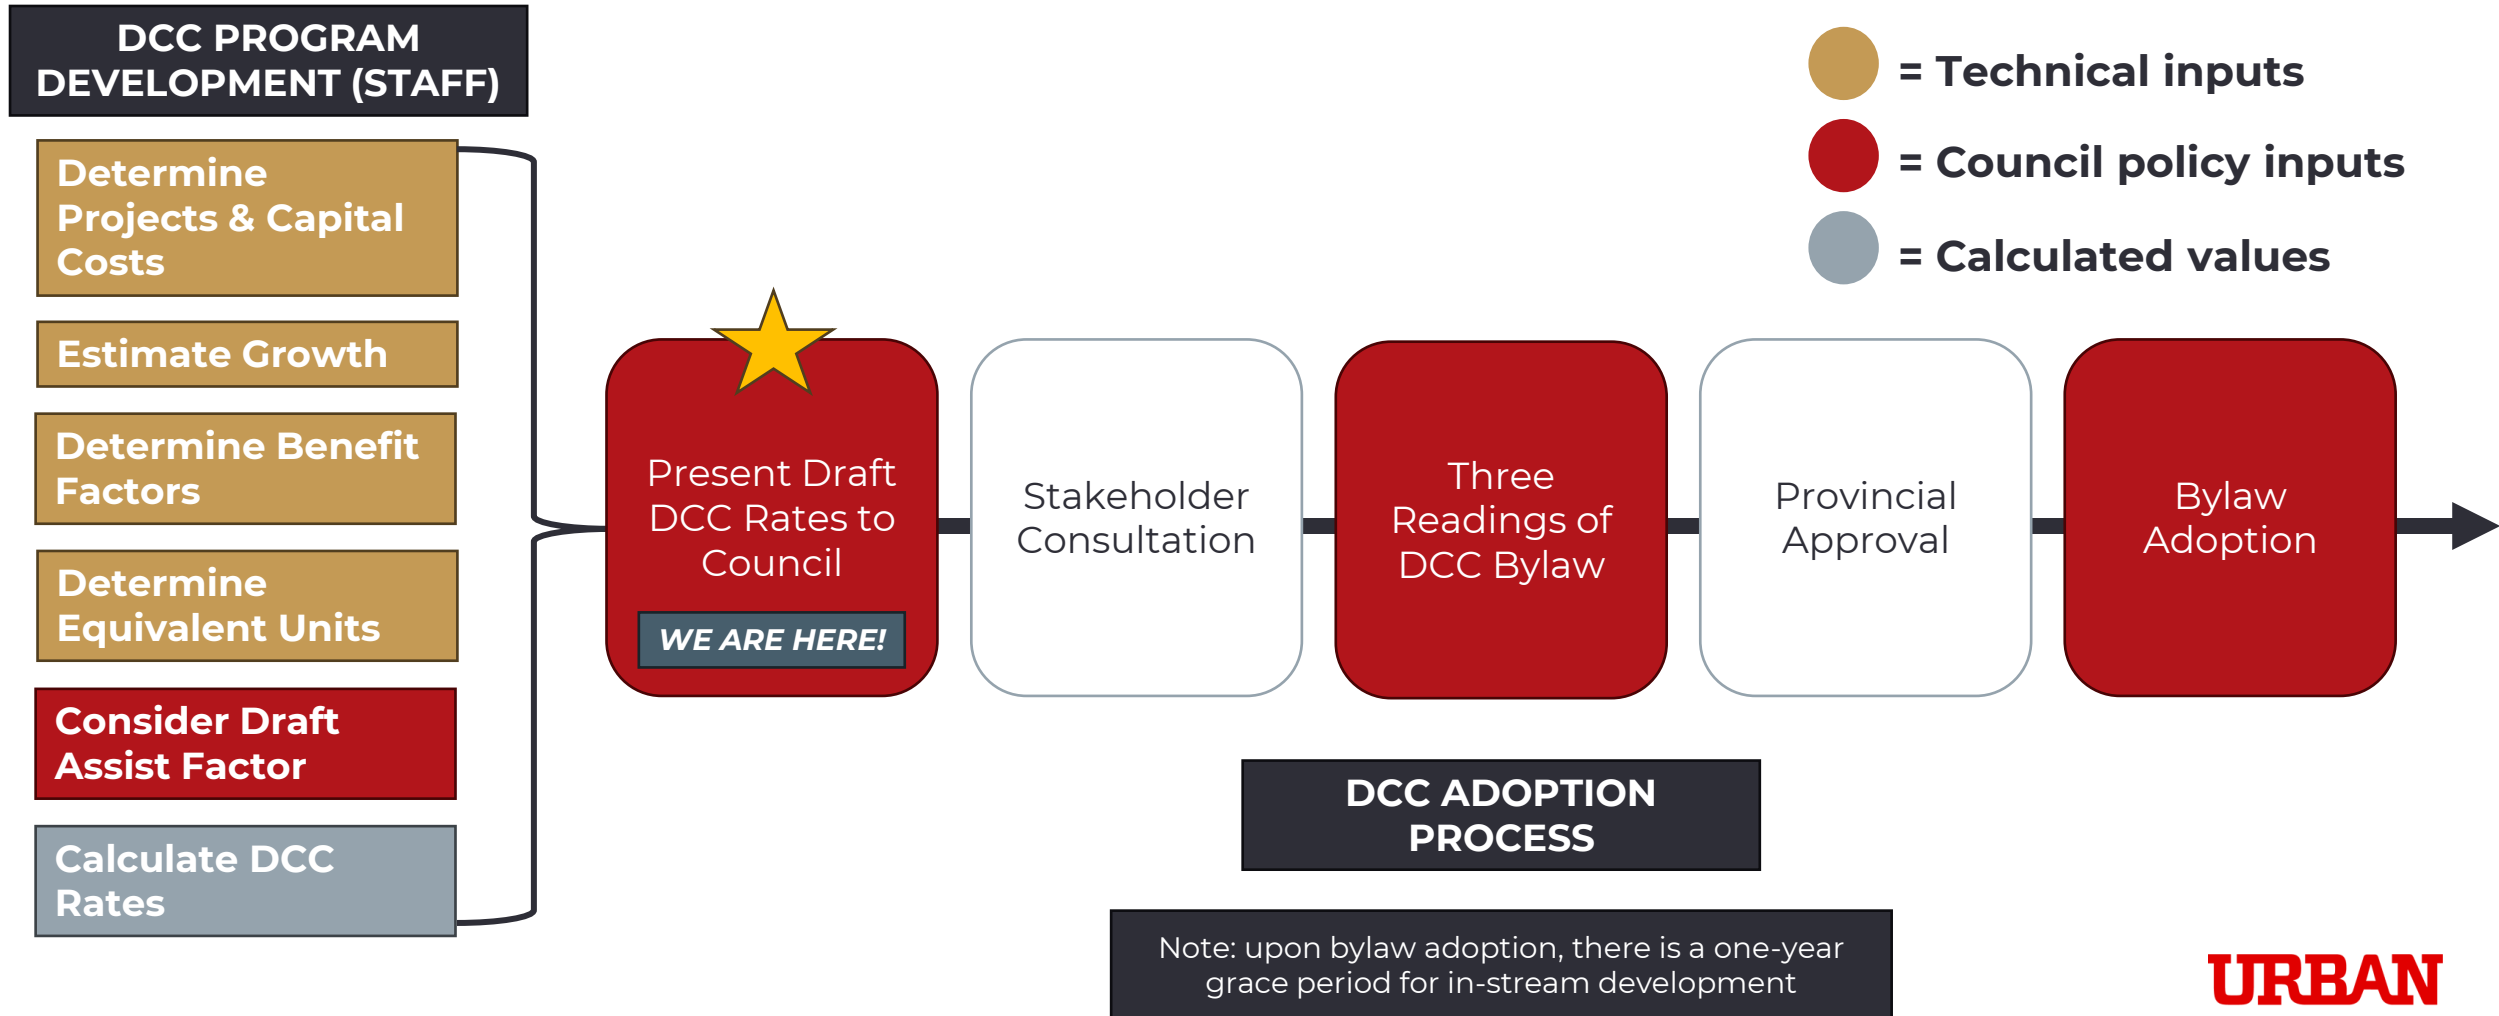 DCC PROGRAM
DEVELOPMENT (STAFF)
Determine
Projects & Capital
Costs
Estimate Growth
Determine Benefit
Factors
Determine
Equivalent Units
Consider Draft
Assist Factor
Calculate DCC
Rates
= Technical inputs
= Council policy inputs
= Calculated values
Present Draft
DCC Rates to
Council
WE ARE HERE!
Stakeholder
Consultation
Three
Readings of
DCC Bylaw
Provincial
Approval
Bylaw
Adoption
DCC ADOPTION
PROCESS
Note: upon bylaw adoption, there is a one-year
grace period for in-stream development
URBAN